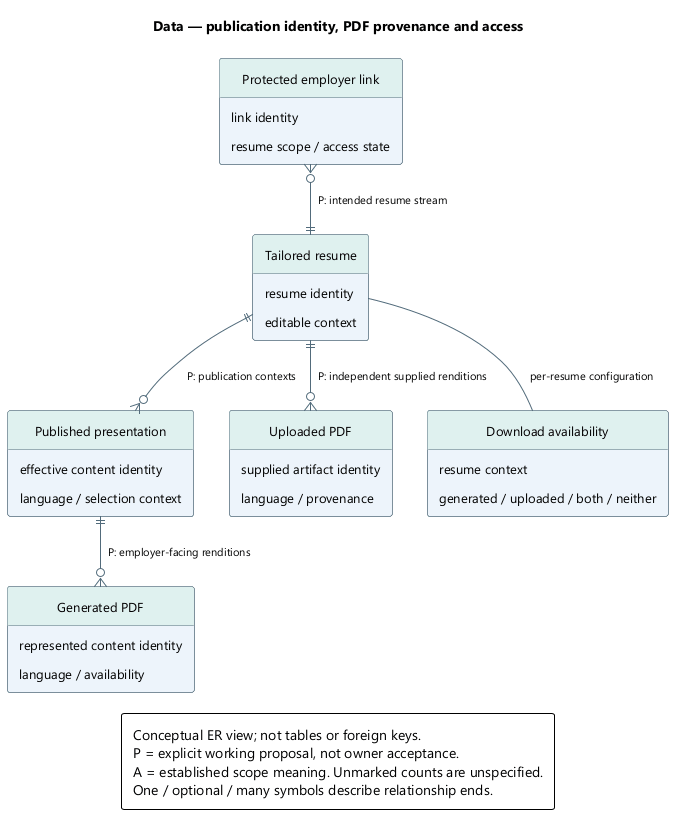 Data — publication identity, PDF provenance and access
Protected employer link
link identity
resume scope / access state
P: intended resume stream
Tailored resume
resume identity
editable context
P: publication contexts
P: independent supplied renditions
per-resume configuration
Published presentation
effective content identity
language / selection context
Uploaded PDF
supplied artifact identity
language / provenance
Download availability
resume context
generated / uploaded / both / neither
P: employer-facing renditions
Generated PDF
represented content identity
language / availability
Conceptual ER view; not tables or foreign keys.
P = explicit working proposal, not owner acceptance.
A = established scope meaning. Unmarked counts are unspecified.
One / optional / many symbols describe relationship ends.